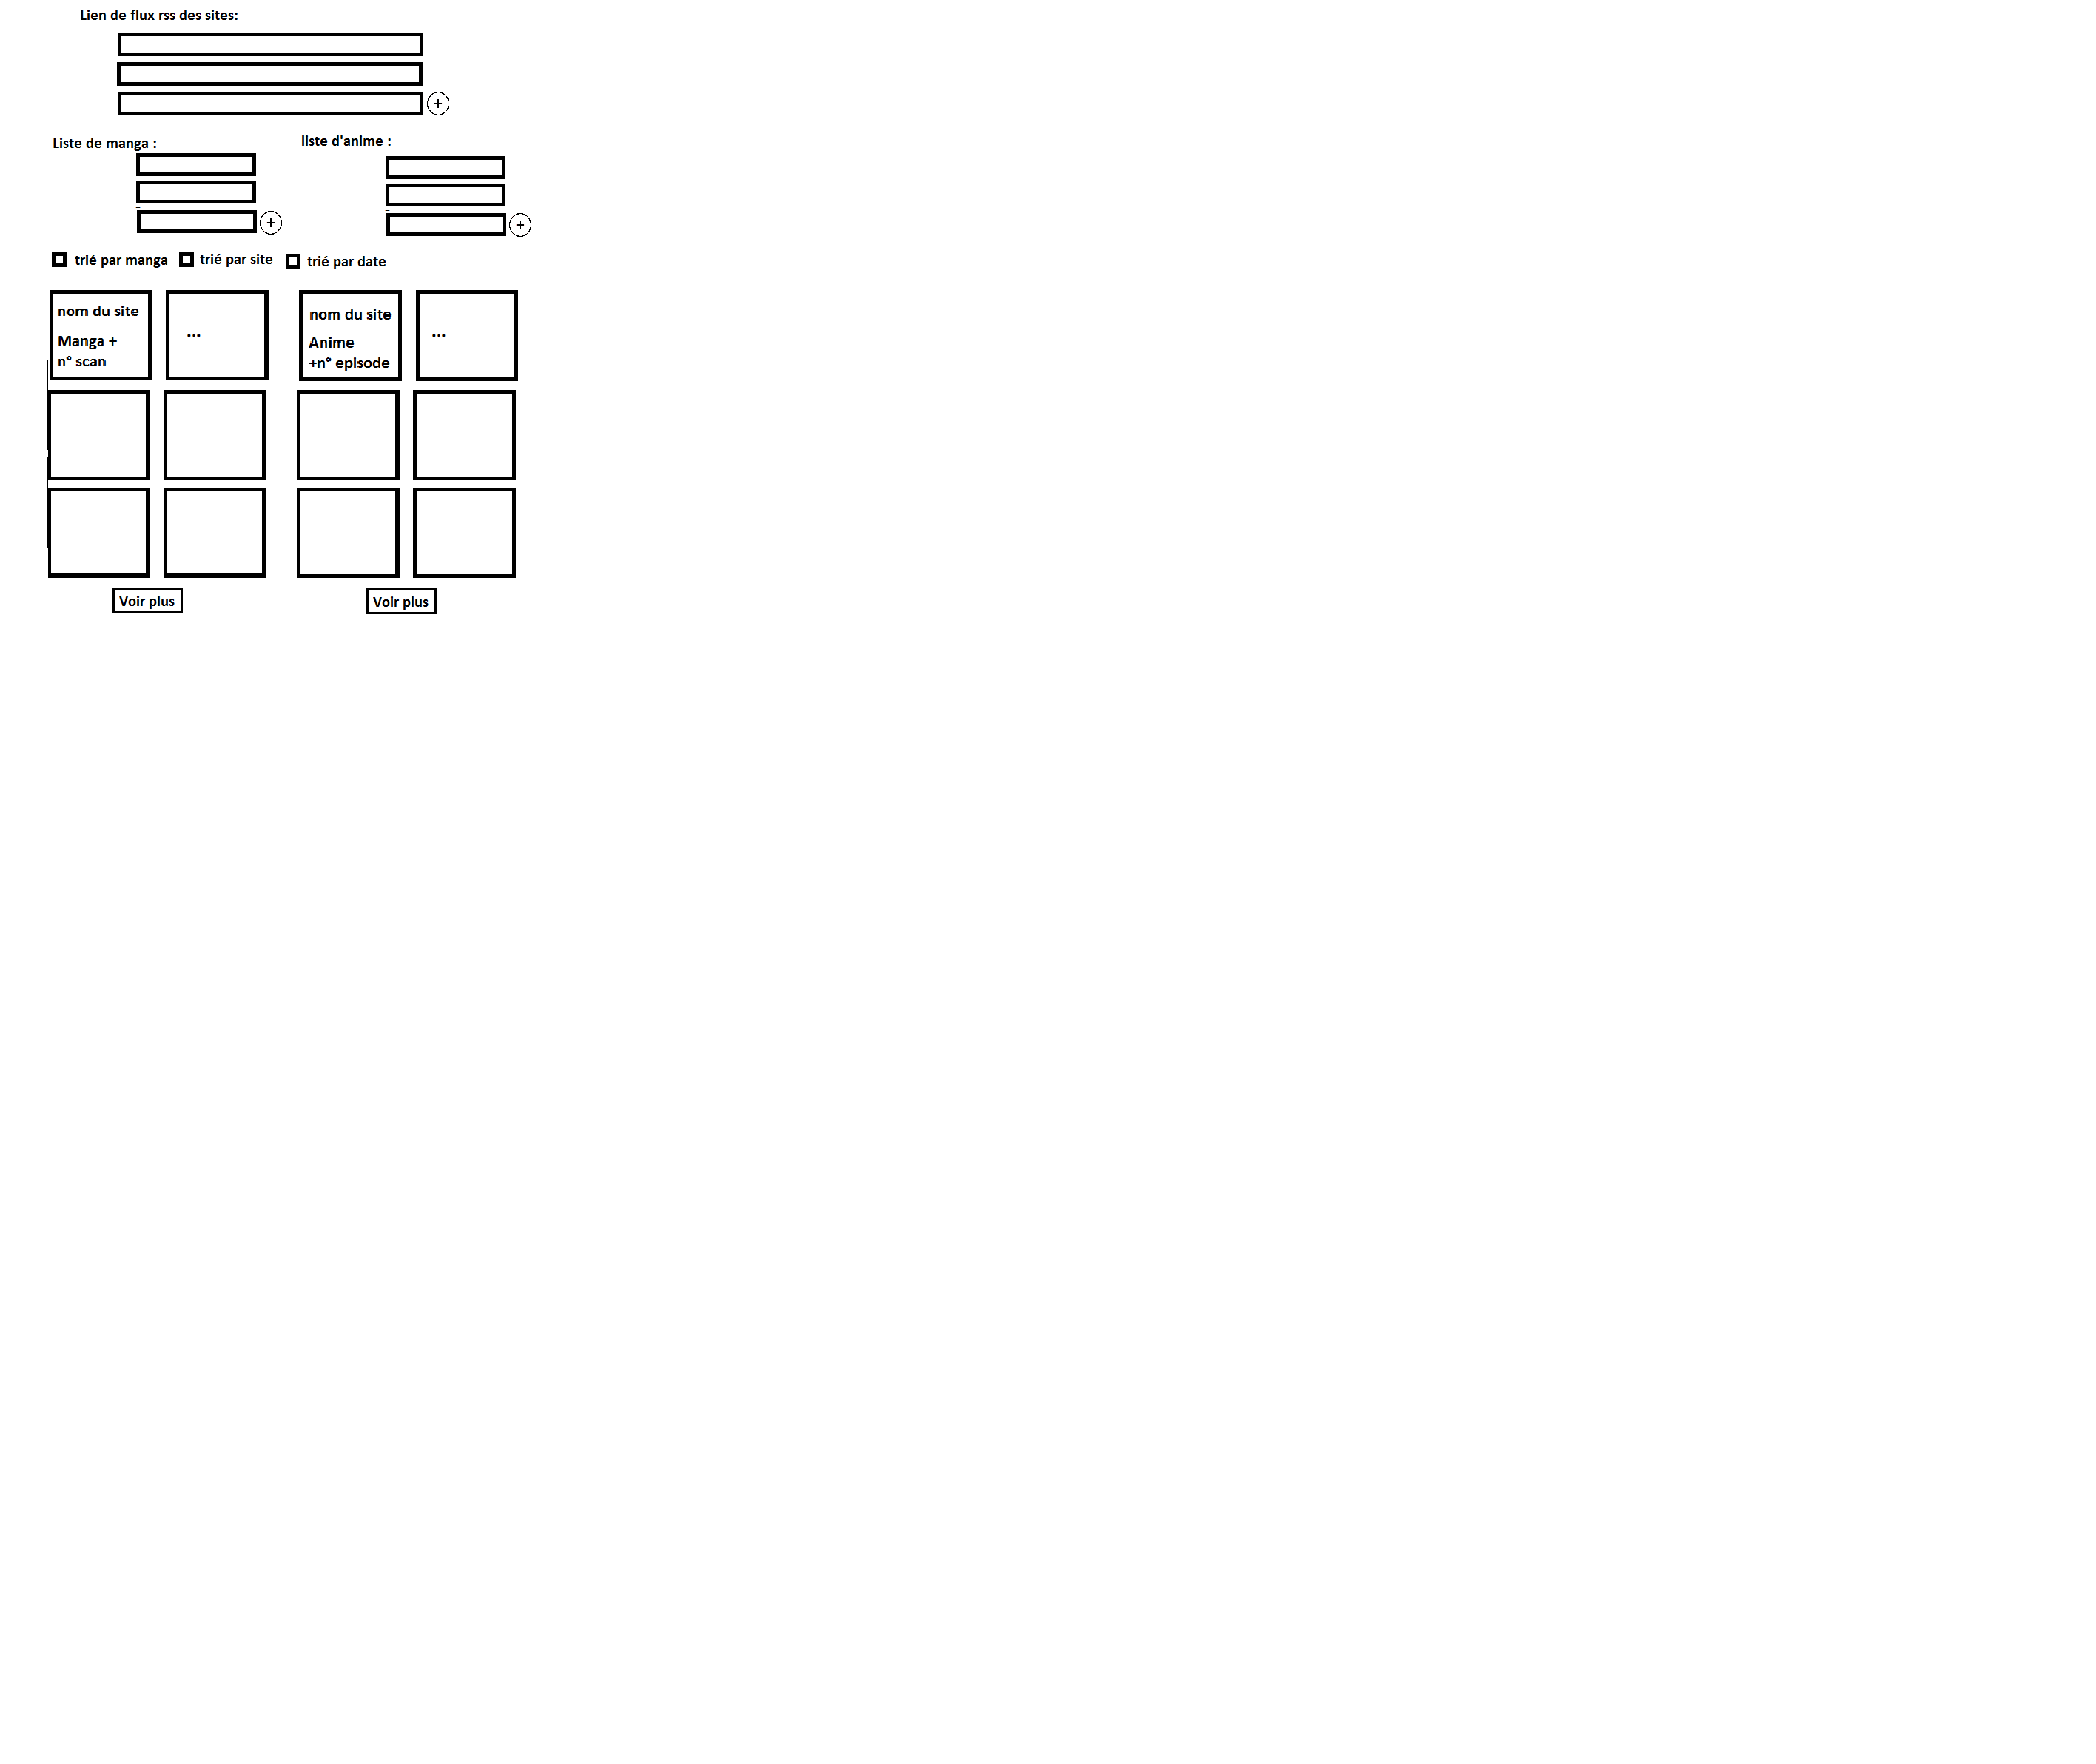 Lien de flux rss des sites:
+
Liste de manga :
liste d'anime :
+
+
trié par manga
trié par site
trié par date
nom du site
Manga +
n° scan
...
nom du site
Anime
+n° episode
...
Voir plus
Voir plus